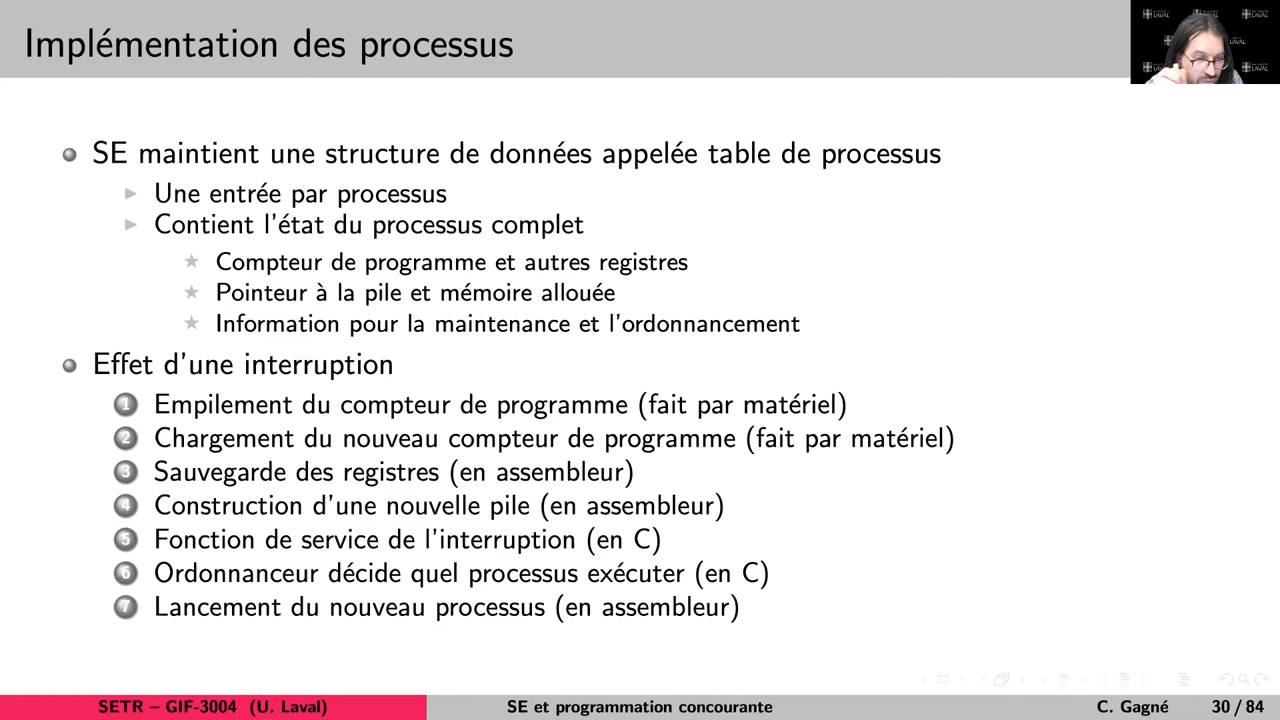 Implémentation des processus
LAVAL
LAVAL
LAVAL
LAVAL
LAVAL
SE maintient une structure de données appelée table de processus
Une entrée par processus
Contient l'état du processus complet
Compteur de programme et autres registres
Pointeur à la pile et mémoire allouée
Information pour la maintenance et l'ordonnancement
Effet d'une interruption
1 Empilement du compteur de programme (fait par matériel)
2 Chargement du nouveau compteur de programme (fait par matériel)
3 Sauvegarde des registres (en assembleur)
4 Construction d'une nouvelle pile (en assembleur)
5 Fonction de service de l'interruption (en C)
6 Ordonnanceur décide quel processus exécuter (en C)
7 Lancement du nouveau processus (en assembleur)
SETR – GIF-3004 (U. Laval) SE et programmation concourante C. Gagné 30 / 84